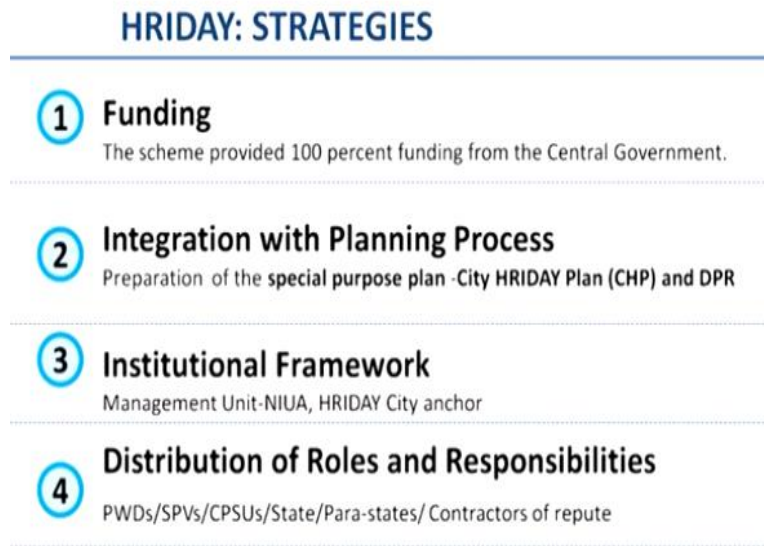 HRIDAY: STRATEGIES
1 Funding
The scheme provided 100 percent funding from the Central Government.
2 Integration with Planning Process
Preparation of the special purpose plan -City HRIDAY Plan (CHP) and DPR
3 Institutional Framework
Management Unit-NIUA, HRIDAY City anchor
4 Distribution of Roles and Responsibilities
PWDs/SPVs/CPSUs/State/Para-states/ Contractors of repute